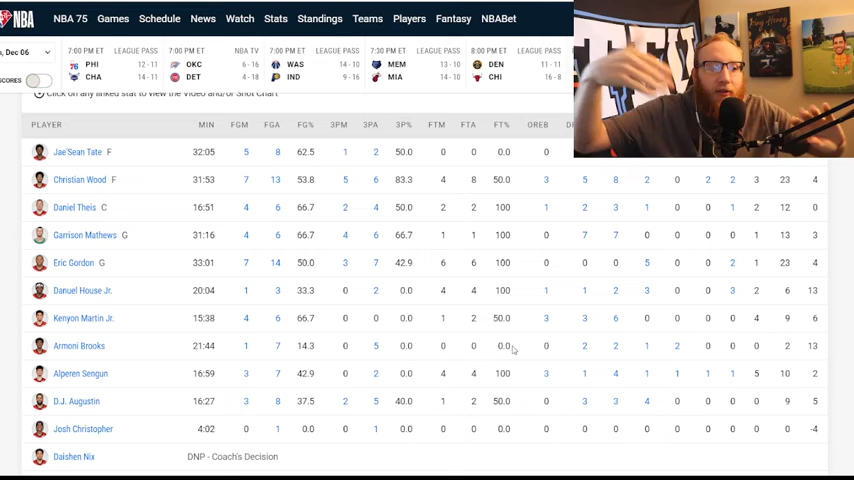 NBA 75 Games Schedule News Watch Stats Standings Teams Players Fantasy NBABet
, Dec 06 7:00 PM ET LEAGUE PASS 7:00 PM ET NBA TV 7:00 PM ET LEAGUE PASS 7:30 PM ET LEAGUE PASS 8:00 PM ET LEAGUE PASS
PHI 12 - 11 OKC 6 - 16 WAS 14 - 10 MEM 13 - 10 DEN 11 - 11
SCORES CHA 14 - 11 DET 4 - 18 IND 9 - 16 MIA 14 - 10 CHI 16 - 8
Click on any linked stat to view the Video and/or Shot Chart
PLAYER MIN FGM FGA FG% 3PM 3PA 3P% FTM FTA FT% OREB
Jae'Sean Tate F 32:05 5 8 62.5 1 2 50.0 0 0 0.0 0
Christian Wood F 31:53 7 13 53.8 5 6 83.3 4 8 50.0 3 5 8 2 0 2 2 3 23 4
Daniel Theis C 16:51 4 6 66.7 2 4 50.0 2 2 100 1 2 3 1 0 0 1 2 12 0
Garrison Mathews G 31:16 4 6 66.7 4 6 66.7 1 1 100 0 7 7 0 0 0 0 1 13 3
Eric Gordon G 33:01 7 14 50.0 3 7 42.9 6 6 100 0 0 0 5 0 0 2 1 23 4
Danuel House Jr. 20:04 1 3 33.3 0 2 0.0 4 4 100 0 1 1 3 0 0 3 2 6 13
Kenyon Martin Jr. 15:38 4 6 66.7 0 0 0.0 1 2 50.0 3 3 6 0 0 0 0 4 9 6
Armoni Brooks 21:44 1 7 14.3 0 5 0.0 0 0 0.0 0 2 2 1 2 0 0 0 2 13
Alperen Sengun 16:59 3 7 42.9 0 2 0.0 4 4 100 3 1 4 1 1 1 1 5 10 2
D.J. Augustin 16:27 3 8 37.5 2 5 40.0 1 2 50.0 0 3 3 4 0 0 0 0 9 5
Josh Christopher 4:02 0 1 0.0 0 1 0.0 0 0 0.0 0 0 0 0 0 0 0 0 0 -4
Daishen Nix DNP - Coach's Decision